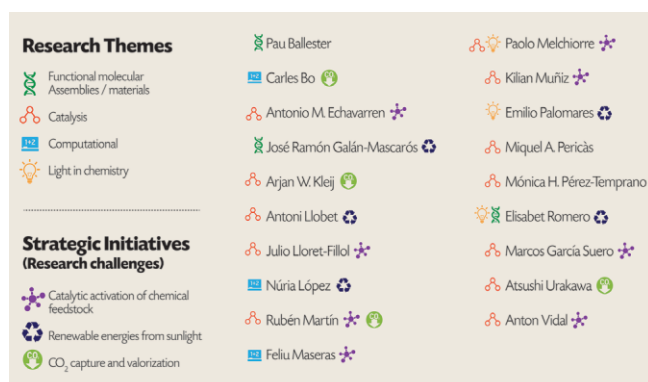 Research Themes
Functional molecular
Assemblies / materials
Catalysis
1+2
Computational
Light in chemistry
Strategic Initiatives
(Research challenges)
Catalytic activation of chemical
feedstock
Renewable energies from sunlight
CO₂ capture and valorization
Pau Ballester
Carles Bo
Antonio M. Echavarren
José Ramón Galán-Mascarós
Arjan W. Kleij
Antoni Llobet
Julio Lloret-Fillol
Núria López
Rubén Martín
Feliu Maseras
Paolo Melchiorre
Kilian Muñiz
Emilio Palomares
Miquel A. Pericàs
Mónica H. Pérez-Temprano
Elisabet Romero
Marcos García Suero
Atsushi Urakawa
Anton Vidal